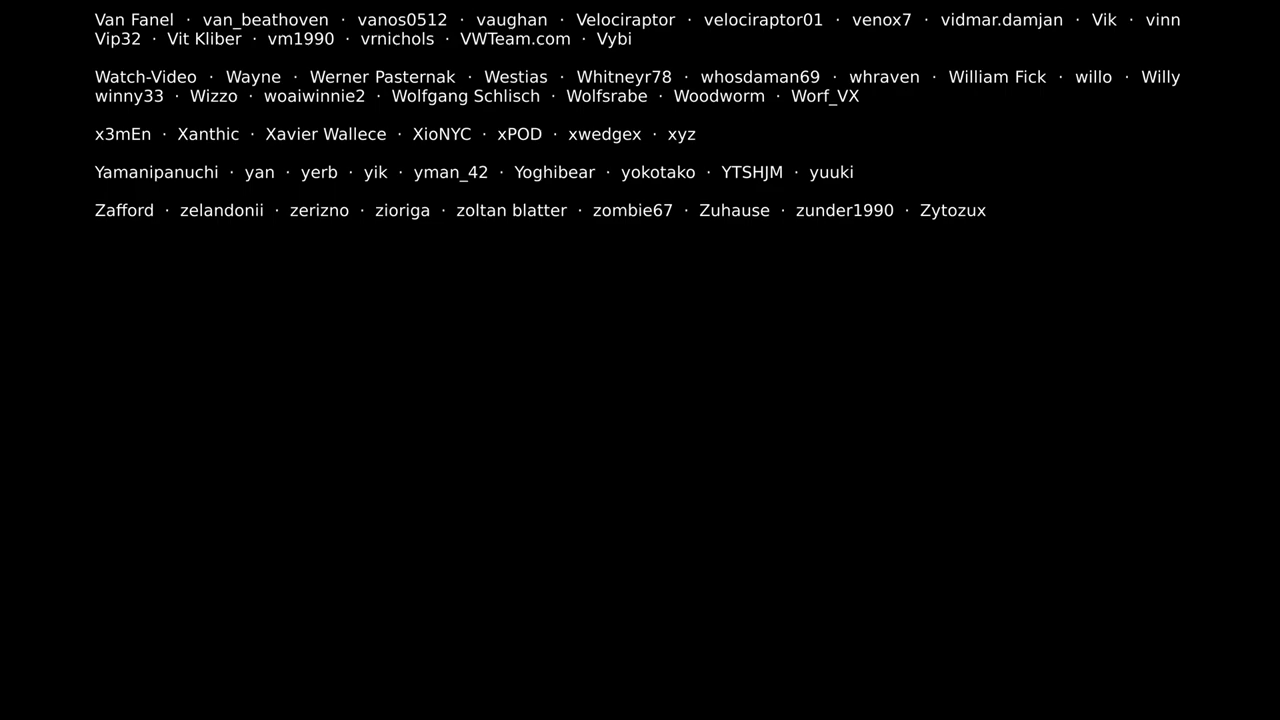 Van Fanel · van_beathoven · vanos0512 · vaughan · Velociraptor · velociraptor01 · venox7 · vidmar.damjan · Vik · vinn
Vip32 · Vit Kliber · vm1990 · vrnichols · VWTeam.com · Vybi
Watch-Video · Wayne · Werner Pasternak · Westias · Whitneyr78 · whosdaman69 · whraven · William Fick · willo · Willy
winny33 · Wizzo · woaiwinnie2 · Wolfgang Schlisch · Wolfsrabe · Woodworm · Worf_VX
x3mEn · Xanthic · Xavier Wallece · XioNYC · xPOD · xwedgex · xyz
Yamanipanuchi · yan · yerb · yik · yman_42 · Yoghibear · yokotako · YTSHJM · yuuki
Zafford · zelandonii · zerizno · zioriga · zoltan blatter · zombie67 · Zuhause · zunder1990 · Zytozux